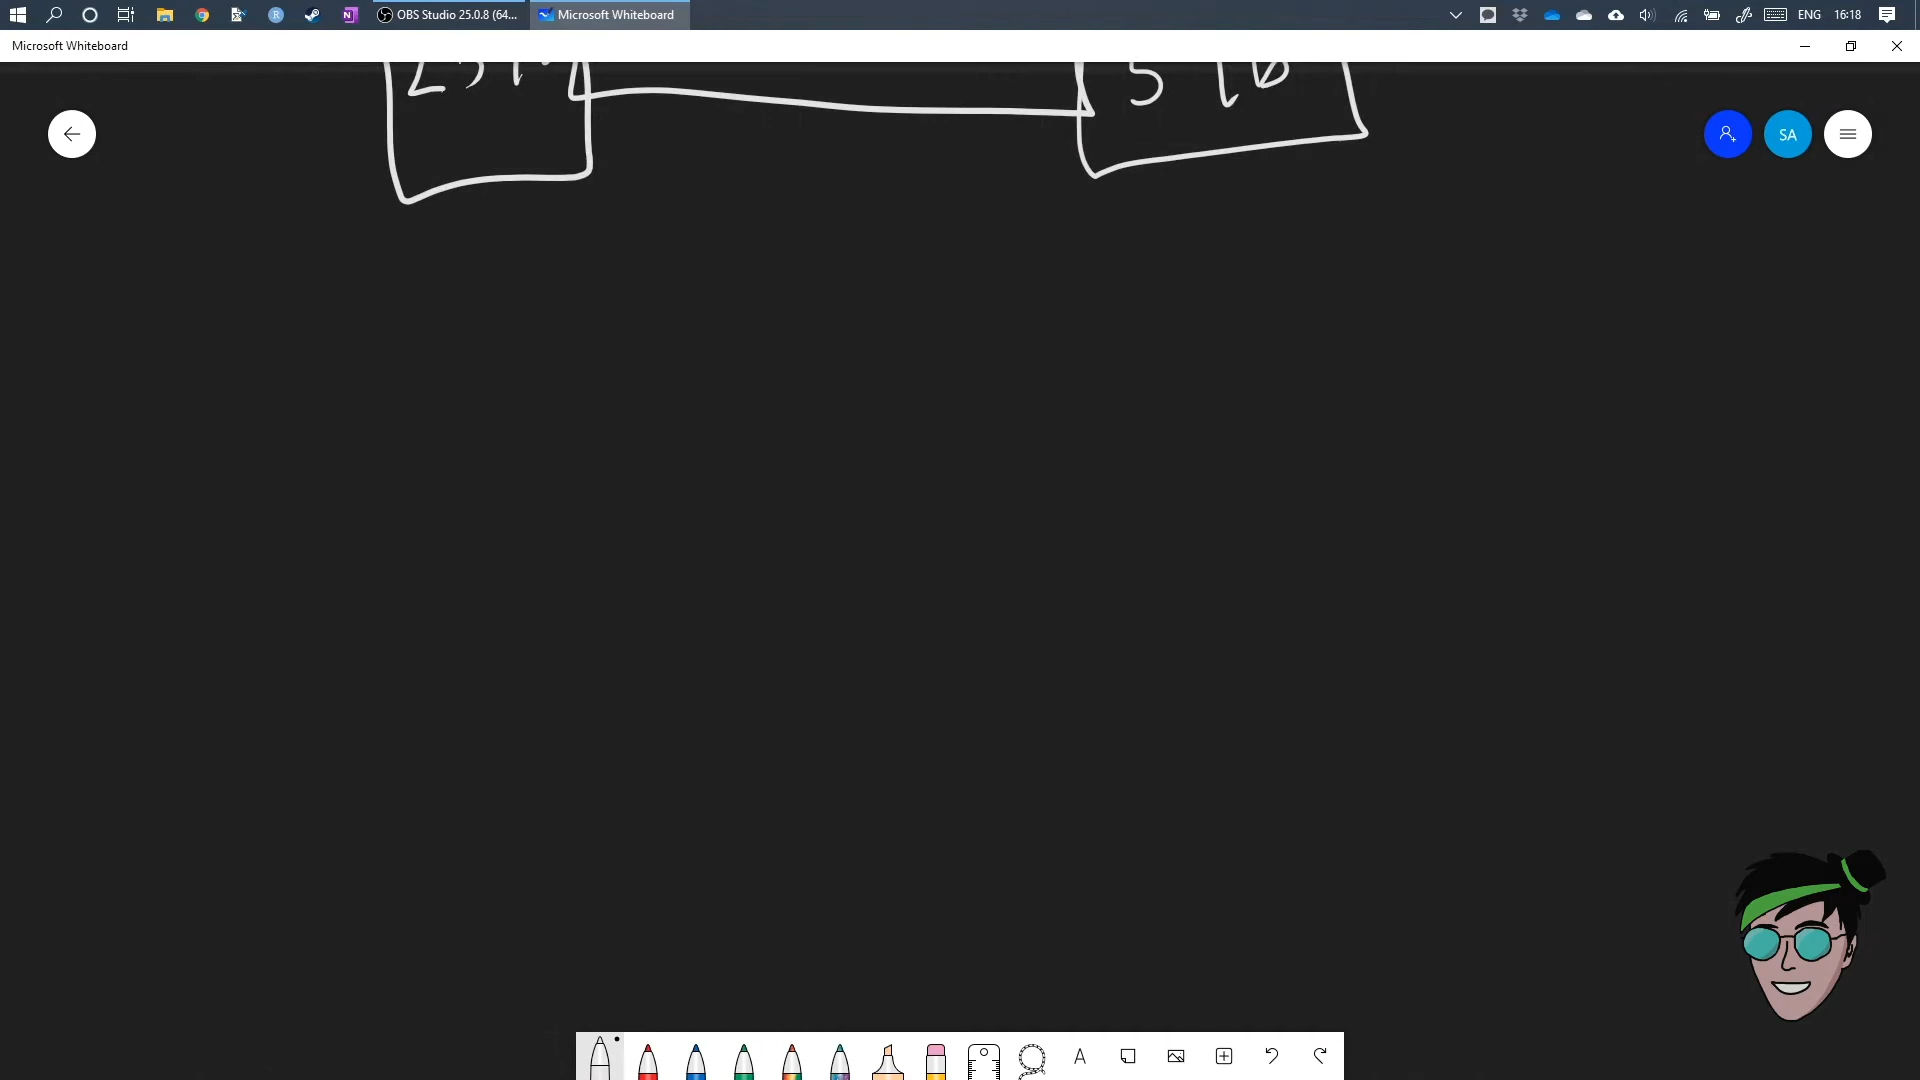 OBS Studio 25.0.8 (64...
Microsoft Whiteboard
ENG
16:18
Microsoft Whiteboard
SA